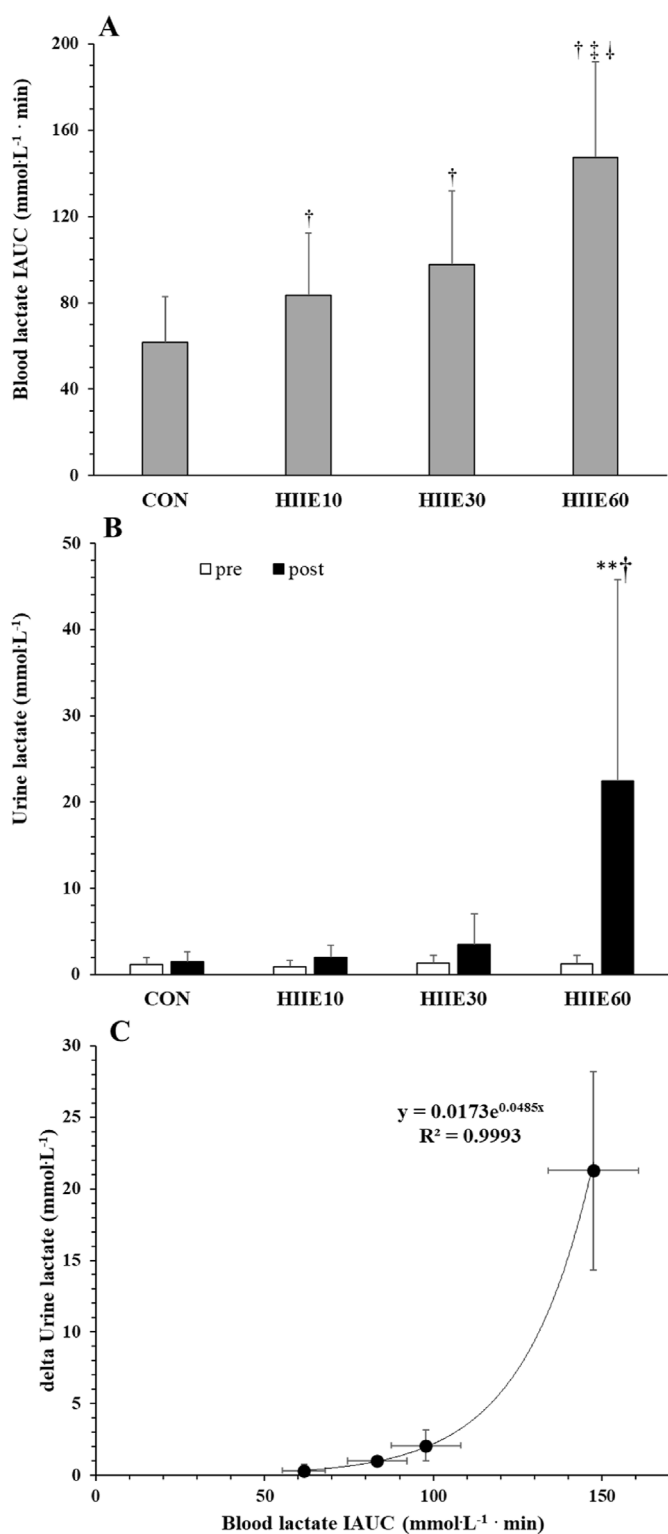 A
Blood lactate IAUC (mmol·L⁻¹ · min)
200
160
120
80
40
0
†
†
† ‡ ⸸
CON HIIE10 HIIE30 HIIE60
B
Urine lactate (mmol·L⁻¹)
50
40
30
20
10
0
pre post
**†
CON HIIE10 HIIE30 HIIE60
C
delta Urine lactate (mmol·L⁻¹)
30
25
20
15
10
5
0
y = 0.0173e⁰·⁰⁴⁸⁵ˣ
R² = 0.9993
0 50 100 150
Blood lactate IAUC (mmol·L⁻¹ · min)